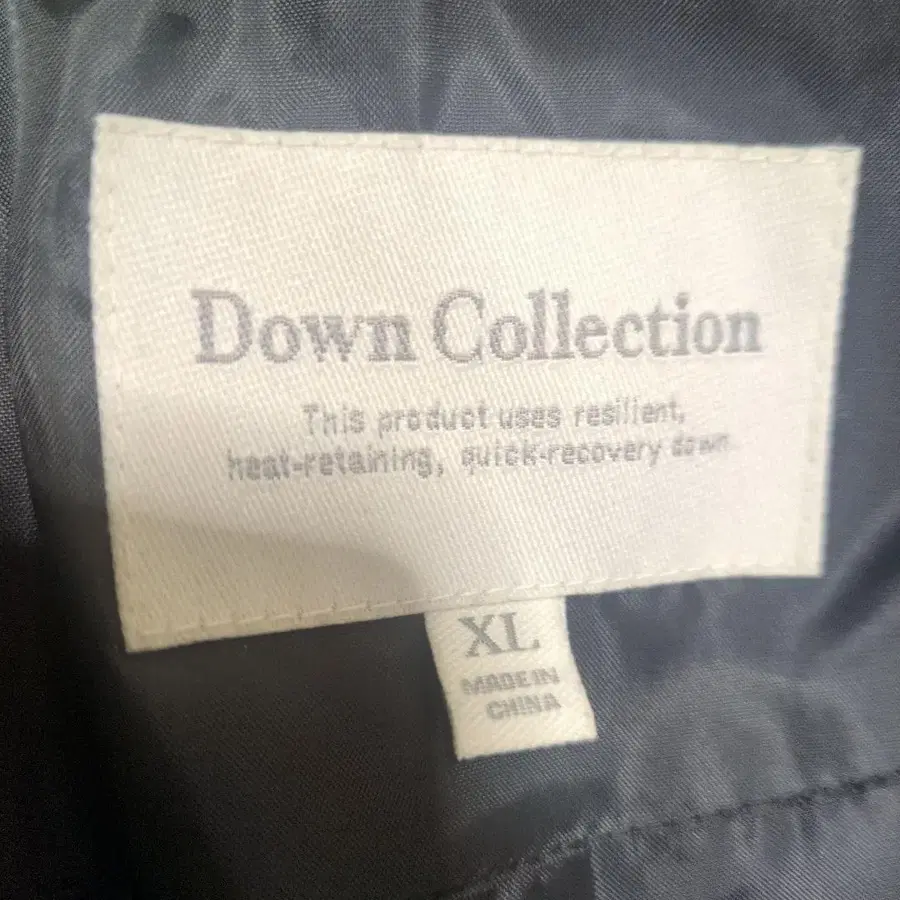 Down Collection
This product uses resilient,
heat-retaining, quick-recovery down.
XL
MADE IN
CHINA